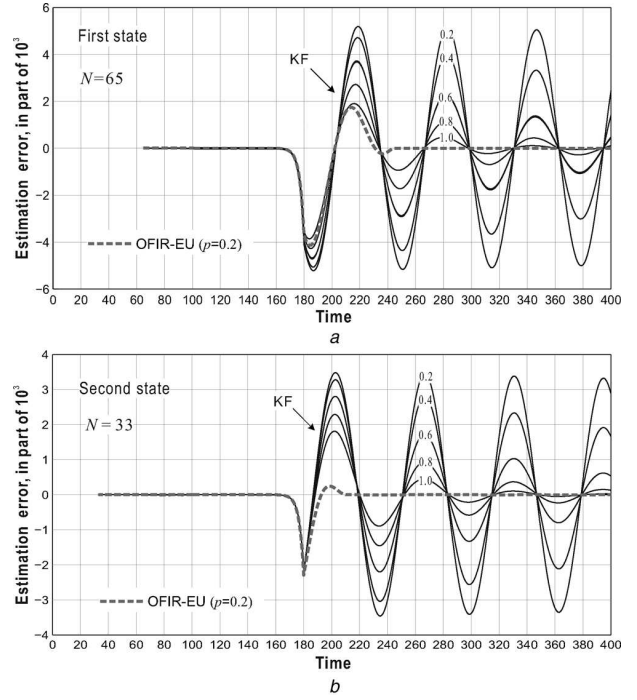 Estimation error, in part of 10³
6
4
2
0
−2
−4
−6
First state
N=65
KF
0.2
0.4
0.6
0.8
1.0
OFIR-EU (p=0.2)
0 20 40 60 80 100 120 140 160 180 200 220 240 260 280 300 320 340 360 380 400
Time
a
Estimation error, in part of 10³
4
3
2
1
0
−1
−2
−3
−4
Second state
N = 33
KF
0.2
0.4
0.6
0.8
1.0
OFIR-EU (p=0.2)
0 20 40 60 80 100 120 140 160 180 200 220 240 260 280 300 320 340 360 380 400
Time
b